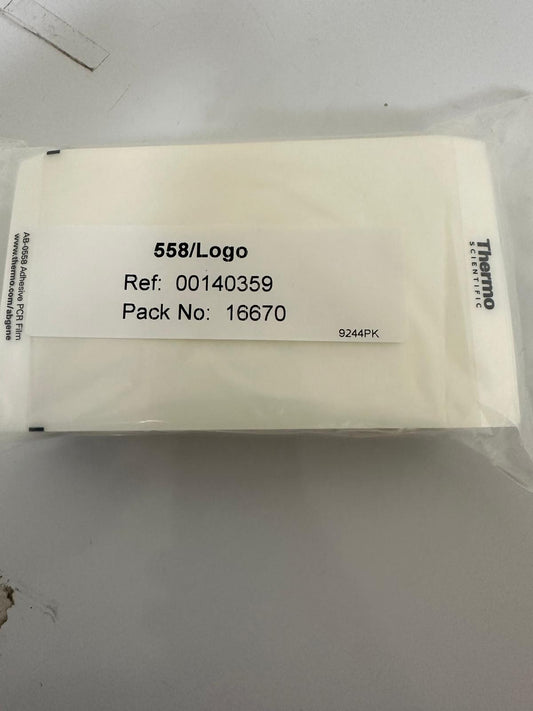 558/Logo
Ref: 00140359
Pack No: 16670
9244PK
AB-0558 Adhesive PCR Film
www.thermo.com/abgene
Thermo
SCIENTIFIC